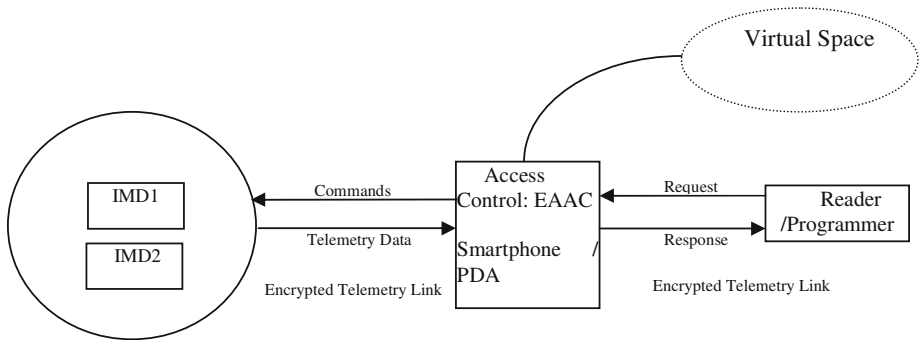 Virtual Space
IMD1
IMD2
Commands
Telemetry Data
Encrypted Telemetry Link
Access
Control: EAAC
Smartphone /
PDA
Request
Response
Encrypted Telemetry Link
Reader
/Programmer